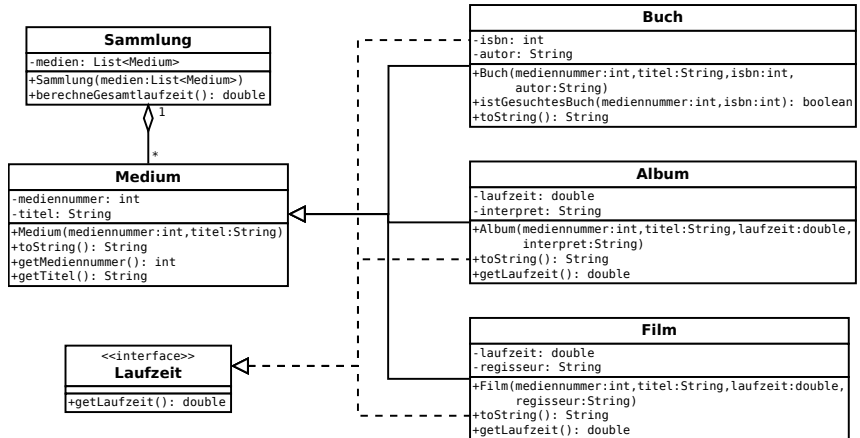 Sammlung
-medien: List<Medium>
+Sammlung(medien:List<Medium>)
+berechneGesamtlaufzeit(): double
1
*
Medium
-mediennummer: int
-titel: String
+Medium(mediennummer:int,titel:String)
+toString(): String
+getMediennummer(): int
+getTitel(): String
<<interface>>
Laufzeit
+getLaufzeit(): double
Buch
-isbn: int
-autor: String
+Buch(mediennummer:int,titel:String,isbn:int,
autor:String)
+istGesuchtesBuch(mediennummer:int,isbn:int): boolean
+toString(): String
Album
-laufzeit: double
-interpret: String
+Album(mediennummer:int,titel:String,laufzeit:double,
interpret:String)
+toString(): String
+getLaufzeit(): double
Film
-laufzeit: double
-regisseur: String
+Film(mediennummer:int,titel:String,laufzeit:double,
regisseur:String)
+toString(): String
+getLaufzeit(): double